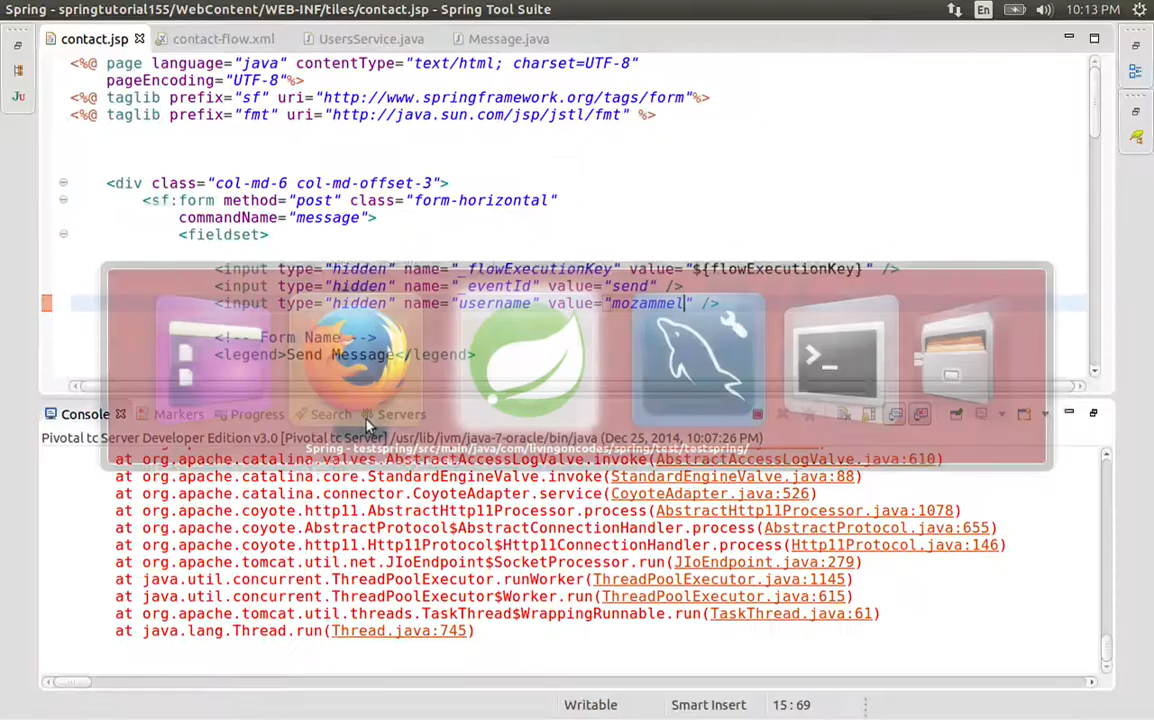 Spring - springtutorial155/WebContent/WEB-INF/tiles/contact.jsp - Spring Tool Suite
En
10:13 PM
contact.jsp
contact-flow.xml
UsersService.java
Message.java
<%@ page language="java" contentType="text/html; charset=UTF-8"
pageEncoding="UTF-8"%>
<%@ taglib prefix="sf" uri="http://www.springframework.org/tags/form"%>
<%@ taglib prefix="fmt" uri="http://java.sun.com/jsp/jstl/fmt" %>
<div class="col-md-6 col-md-offset-3">
<sf:form method="post" class="form-horizontal"
commandName="message">
<fieldset>
<input type="hidden" name="_flowExecutionKey" value="${flowExecutionKey}" />
<input type="hidden" name="_eventId" value="send" />
<input type="hidden" name="username" value="mozammel" />
<!-- Form Name -->
<legend>Send Message</legend>
Console
Markers
Progress
Search
Servers
Pivotal tc Server Developer Edition v3.0 [Pivotal tc Server] /usr/lib/jvm/java-7-oracle/bin/java (Dec 25, 2014, 10:07:26 PM)
Spring - testspring/src/main/java/com/livingoncodes/spring/test/testspring/
at org.apache.catalina.valves.AbstractAccessLogValve.invoke(AbstractAccessLogValve.java:610)
at org.apache.catalina.core.StandardEngineValve.invoke(StandardEngineValve.java:88)
at org.apache.catalina.connector.CoyoteAdapter.service(CoyoteAdapter.java:526)
at org.apache.coyote.http11.AbstractHttp11Processor.process(AbstractHttp11Processor.java:1078)
at org.apache.coyote.AbstractProtocol$AbstractConnectionHandler.process(AbstractProtocol.java:655)
at org.apache.coyote.http11.Http11Protocol$Http11ConnectionHandler.process(Http11Protocol.java:146)
at org.apache.tomcat.util.net.JIoEndpoint$SocketProcessor.run(JIoEndpoint.java:279)
at java.util.concurrent.ThreadPoolExecutor.runWorker(ThreadPoolExecutor.java:1145)
at java.util.concurrent.ThreadPoolExecutor$Worker.run(ThreadPoolExecutor.java:615)
at org.apache.tomcat.util.threads.TaskThread$WrappingRunnable.run(TaskThread.java:61)
at java.lang.Thread.run(Thread.java:745)
Writable
Smart Insert
15:69